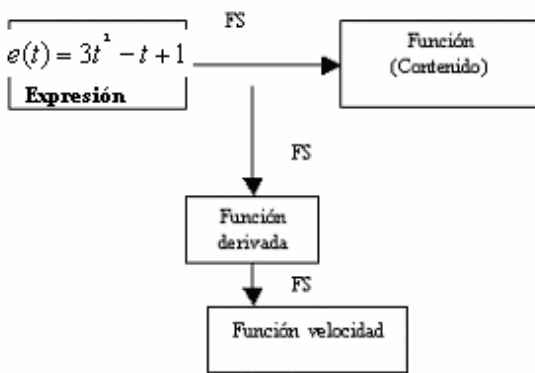 FS
e(t) = 3t² − t + 1
Expresión
Función
(Contenido)
FS
Función
derivada
FS
Función velocidad